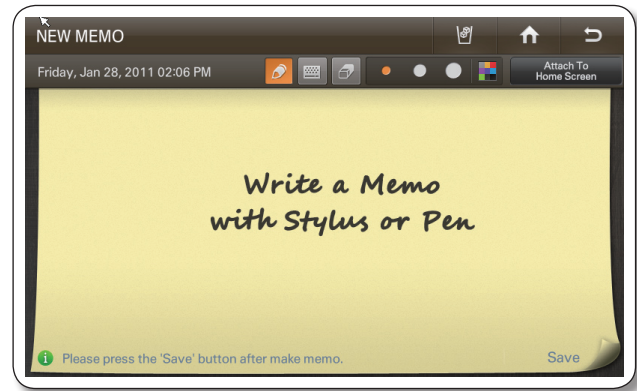 NEW MEMO
Friday, Jan 28, 2011 02:06 PM
Attach To
Home Screen
Write a Memo
with Stylus or Pen
Please press the 'Save' button after make memo.
Save